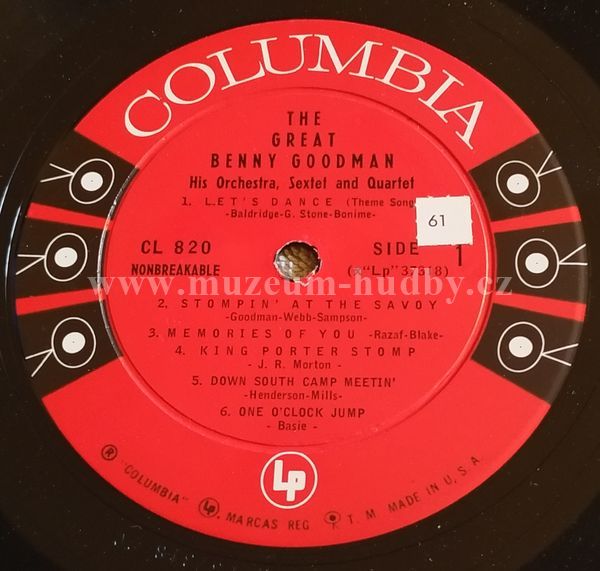 COLUMBIA
THE
GREAT
BENNY GOODMAN
His Orchestra, Sextet and Quartet
1. LET'S DANCE (Theme Song
-Baldridge-G. Stone-Bonime-
61
CL 820
SIDE 1
NONBREAKABLE
"Lp" 37318)
www.muzeum-hudby.cz
2. STOMPIN' AT THE SAVOY
-Goodman-Webb-Sampson-
3. MEMORIES OF YOU -Razaf-Blake-
4. KING PORTER STOMP
- J. R. Morton -
5. DOWN SOUTH CAMP MEETIN'
-Henderson-Mills-
6. ONE O'CLOCK JUMP
- Basie -
Lp
® "COLUMBIA" Lp, MARCAS REG T. M. MADE IN U. S. A.